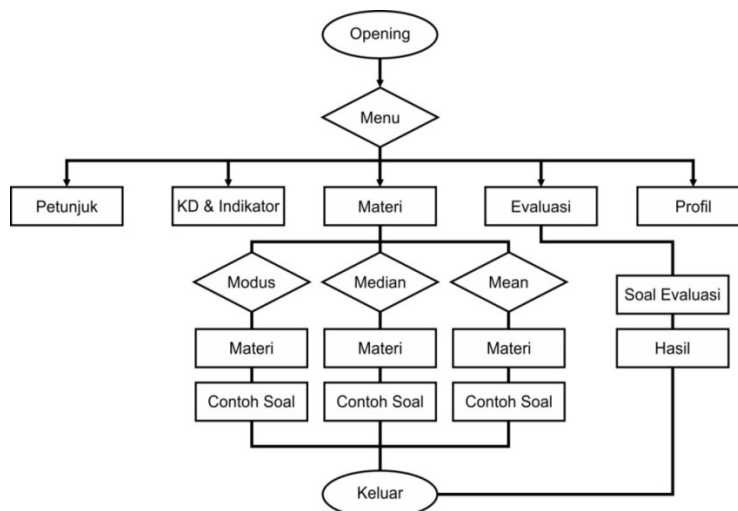 Opening
Menu
Petunjuk
KD & Indikator
Materi
Evaluasi
Profil
Modus
Median
Mean
Soal Evaluasi
Materi
Materi
Materi
Hasil
Contoh Soal
Contoh Soal
Contoh Soal
Keluar